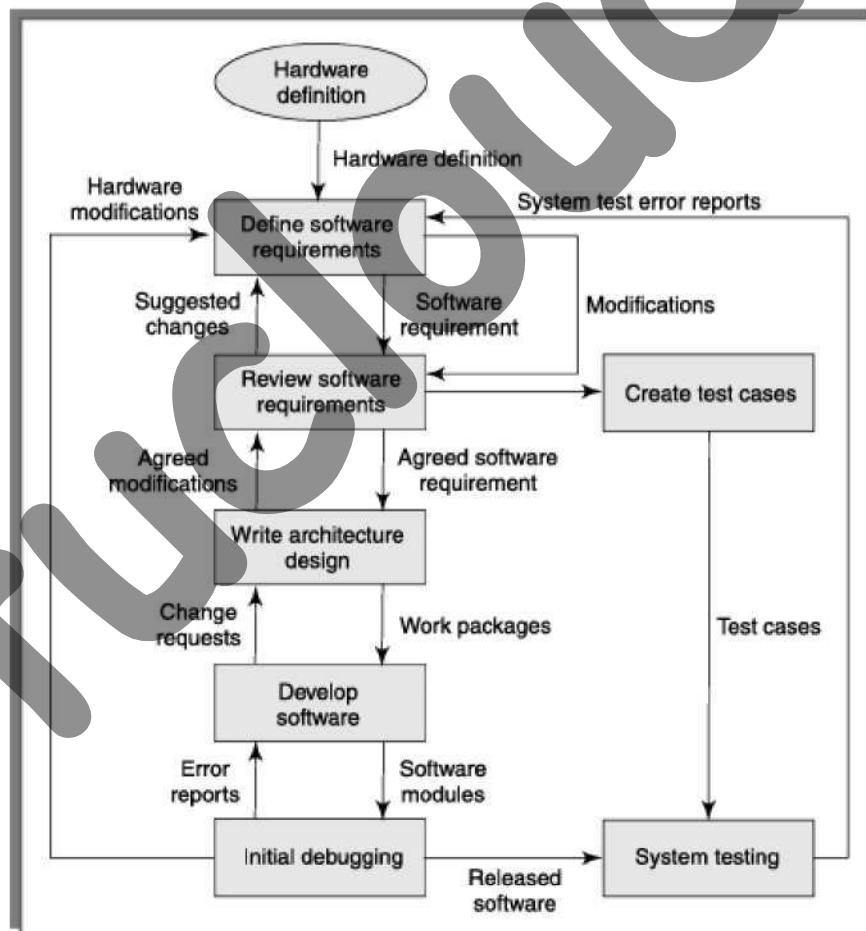 Hardware
definition
Hardware definition
Hardware
modifications
System test error reports
Define software
requirements
Suggested
changes
Software
requirement
Modifications
Review software
requirements
Create test cases
Agreed
modifications
Agreed software
requirement
Write architecture
design
Change
requests
Work packages
Test cases
Develop
software
Error
reports
Software
modules
Initial debugging
System testing
Released
software